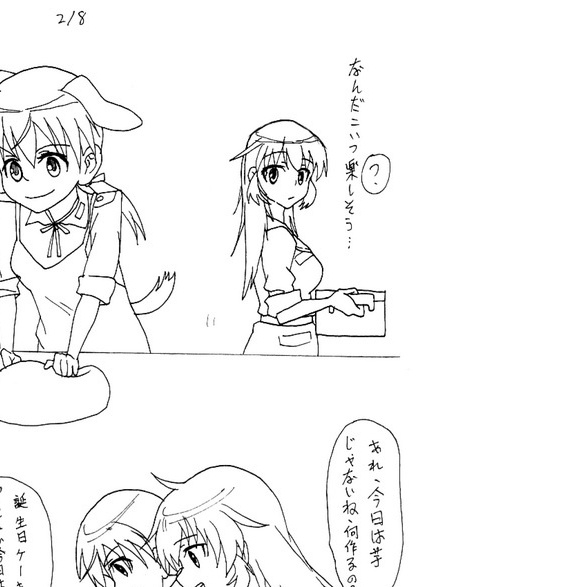 2/8
なんだこいつ楽しそう…
?
あれ、今日は芋
じゃないね、何作るの
誕生日ケーキ